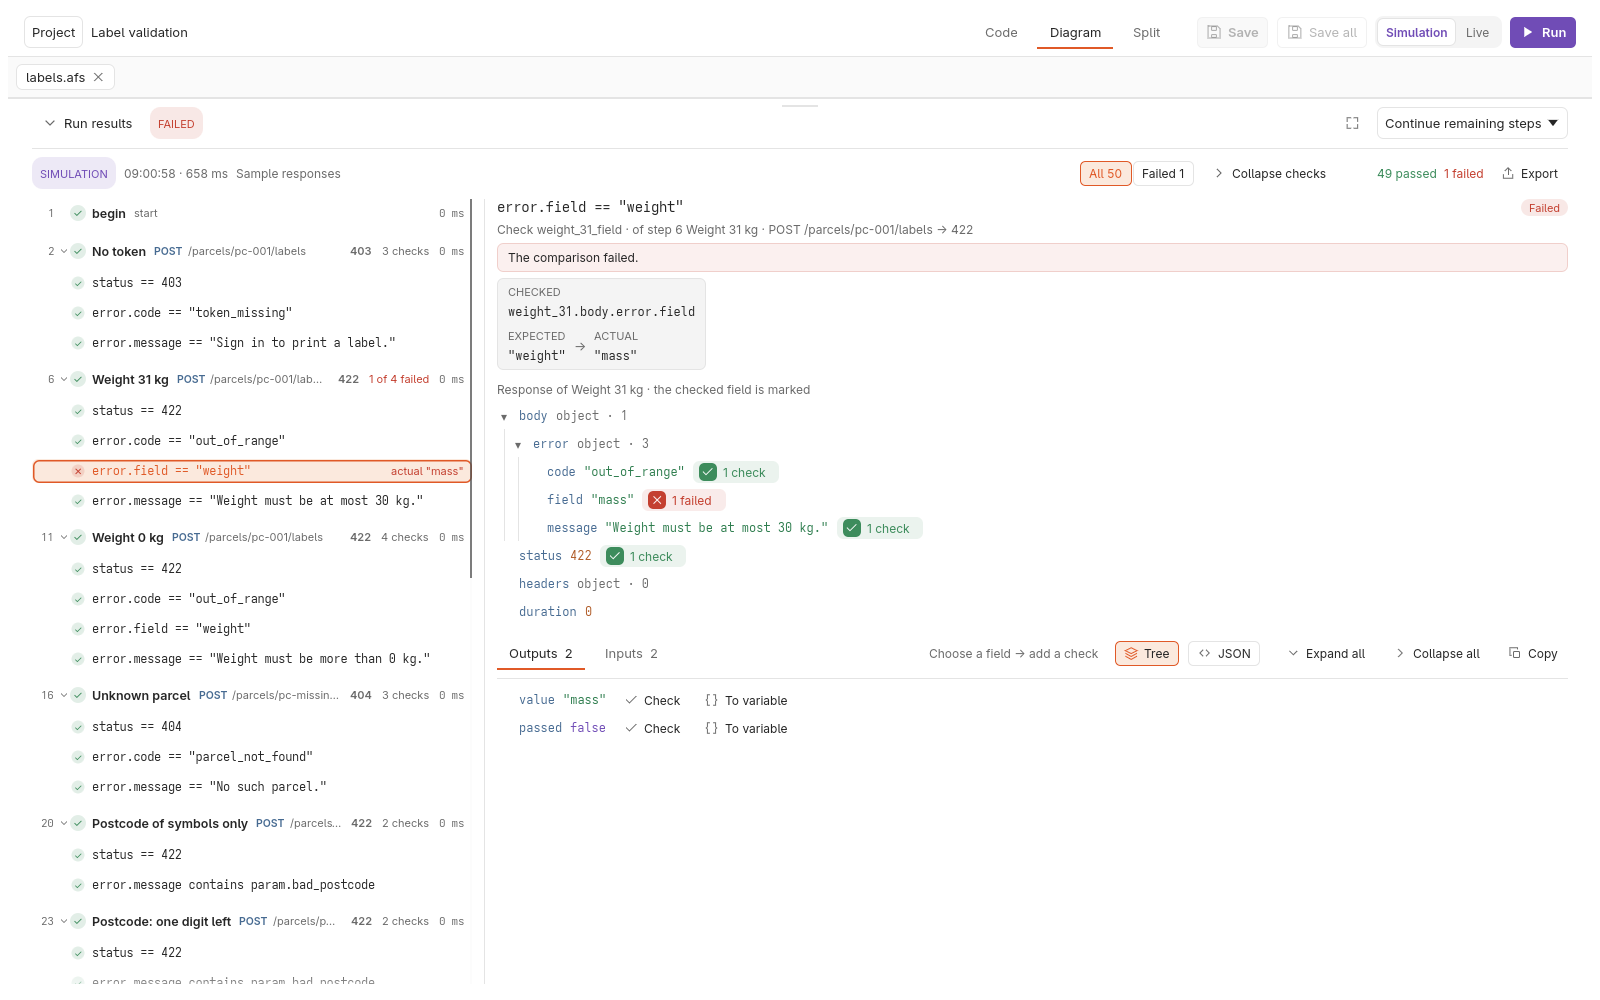 Project Label validation Code Diagram Split Save Save all Simulation Live Run
labels.afs
Run results FAILED Continue remaining steps
SIMULATION 09:00:58 · 658 ms Sample responses All 50 Failed 1 Collapse checks 49 passed 1 failed Export
1 begin start 0 ms
2 No token POST /parcels/pc-001/labels 403 3 checks 0 ms
status == 403
error.code == "token_missing"
error.message == "Sign in to print a label."
6 Weight 31 kg POST /parcels/pc-001/lab... 422 1 of 4 failed 0 ms
status == 422
error.code == "out_of_range"
error.field == "weight" actual "mass"
error.message == "Weight must be at most 30 kg."
11 Weight 0 kg POST /parcels/pc-001/labels 422 4 checks 0 ms
status == 422
error.code == "out_of_range"
error.field == "weight"
error.message == "Weight must be more than 0 kg."
16 Unknown parcel POST /parcels/pc-missin... 404 3 checks 0 ms
status == 404
error.code == "parcel_not_found"
error.message == "No such parcel."
20 Postcode of symbols only POST /parcels... 422 2 checks 0 ms
status == 422
error.message contains param.bad_postcode
23 Postcode: one digit left POST /parcels/p... 422 2 checks 0 ms
status == 422
error.message contains param.bad_postcode
error.field == "weight" Failed
Check weight_31_field · of step 6 Weight 31 kg · POST /parcels/pc-001/labels → 422
The comparison failed.
CHECKED
weight_31.body.error.field
EXPECTED → ACTUAL
"weight" "mass"
Response of Weight 31 kg · the checked field is marked
body object · 1
error object · 3
code "out_of_range" 1 check
field "mass" 1 failed
message "Weight must be at most 30 kg." 1 check
status 422 1 check
headers object · 0
duration 0
Outputs 2 Inputs 2 Choose a field → add a check Tree JSON Expand all Collapse all Copy
value "mass" Check {} To variable
passed false Check {} To variable